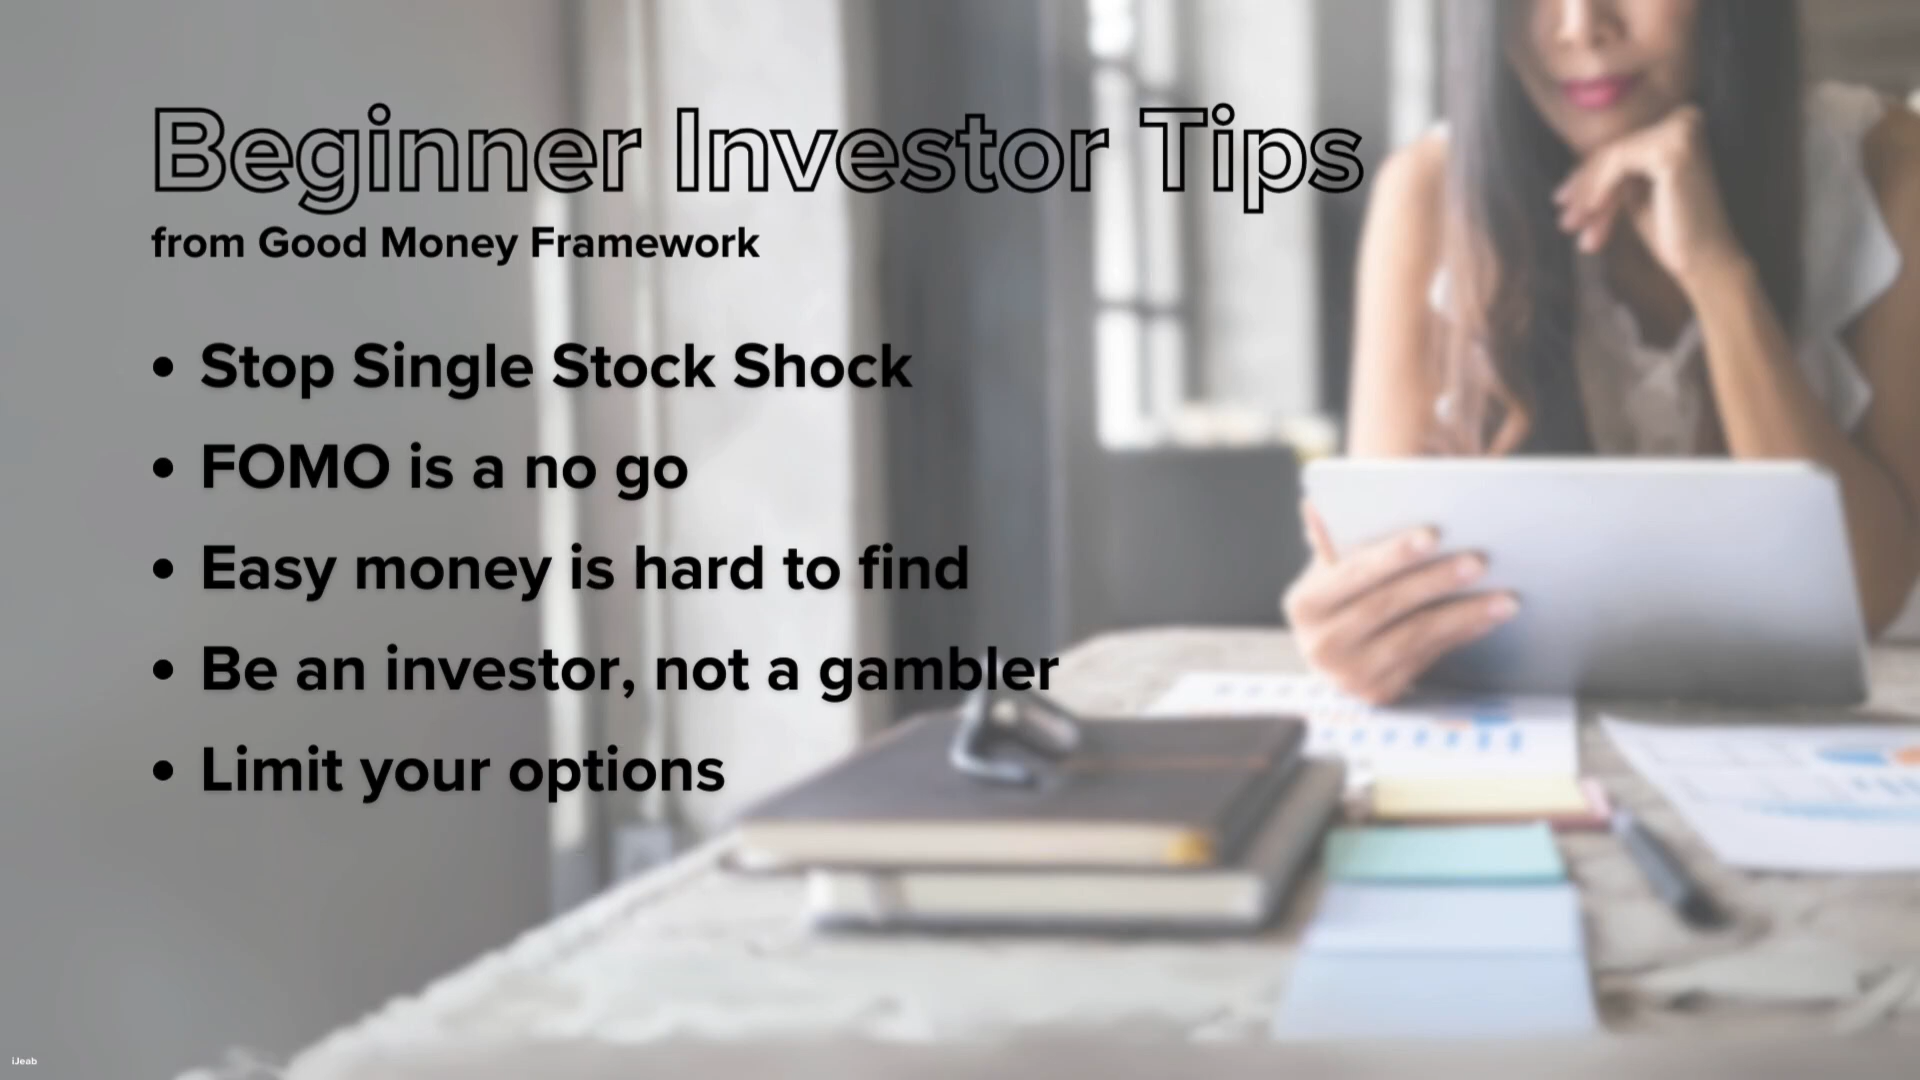 Beginner Investor Tips
from Good Money Framework
• Stop Single Stock Shock
• FOMO is a no go
• Easy money is hard to find
• Be an investor, not a gambler
• Limit your options
iJeab